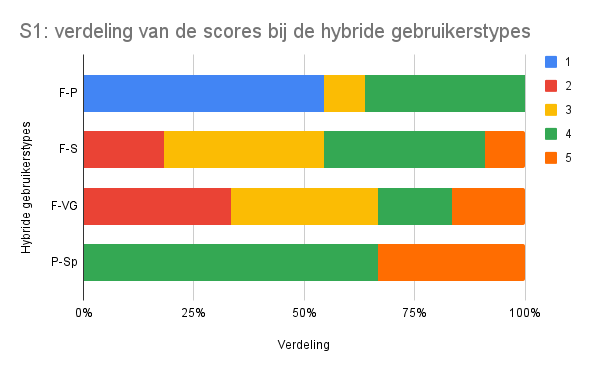 S1: verdeling van de scores bij de hybride gebruikerstypes
1
2
3
4
5
Hybride gebruikerstypes
F-P
F-S
F-VG
P-Sp
0%
25%
50%
75%
100%
Verdeling